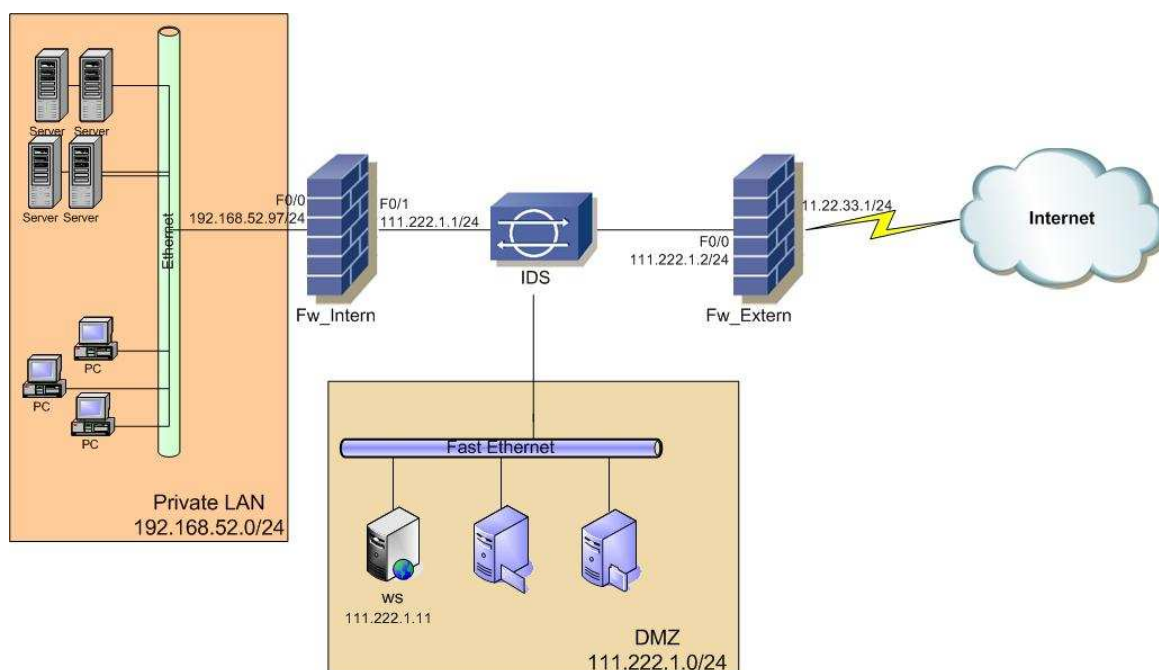 Server
Server
Server
Server
Ethernet
PC
PC
PC
Private LAN
192.168.52.0/24
F0/0
192.168.52.97/24
F0/1
111.222.1.1/24
Fw_Intern
IDS
F0/0
111.222.1.2/24
Fw_Extern
11.22.33.1/24
Internet
Fast Ethernet
ws
111.222.1.11
DMZ
111.222.1.0/24